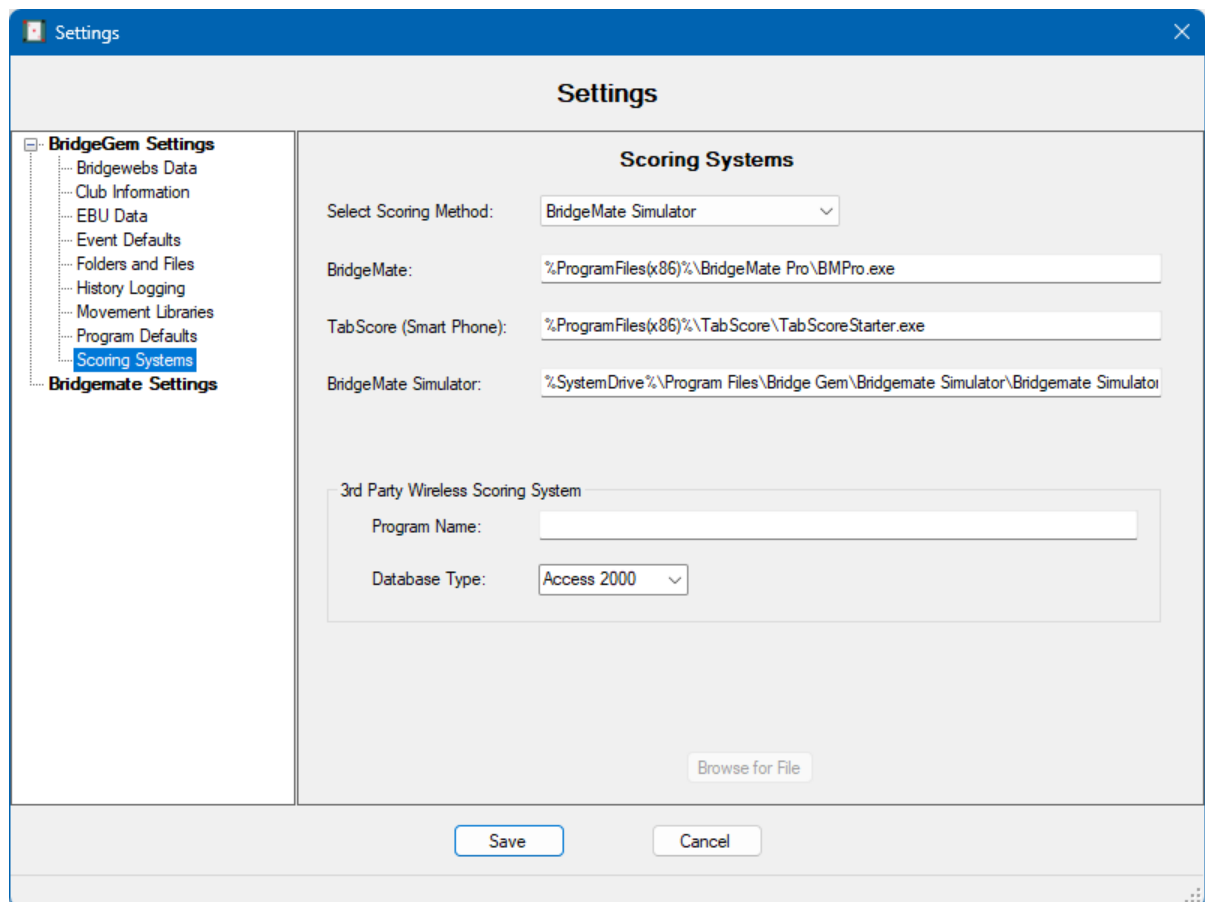 Settings
Settings
BridgeGem Settings
Bridgewebs Data
Club Information
EBU Data
Event Defaults
Folders and Files
History Logging
Movement Libraries
Program Defaults
Scoring Systems
Bridgemate Settings
Scoring Systems
Select Scoring Method: BridgeMate Simulator
BridgeMate: %ProgramFiles(x86)%\BridgeMate Pro\BMPro.exe
TabScore (Smart Phone): %ProgramFiles(x86)%\TabScore\TabScoreStarter.exe
BridgeMate Simulator: %SystemDrive%\Program Files\Bridge Gem\Bridgemate Simulator\Bridgemate Simulator
3rd Party Wireless Scoring System
Program Name:
Database Type: Access 2000
Browse for File
Save Cancel